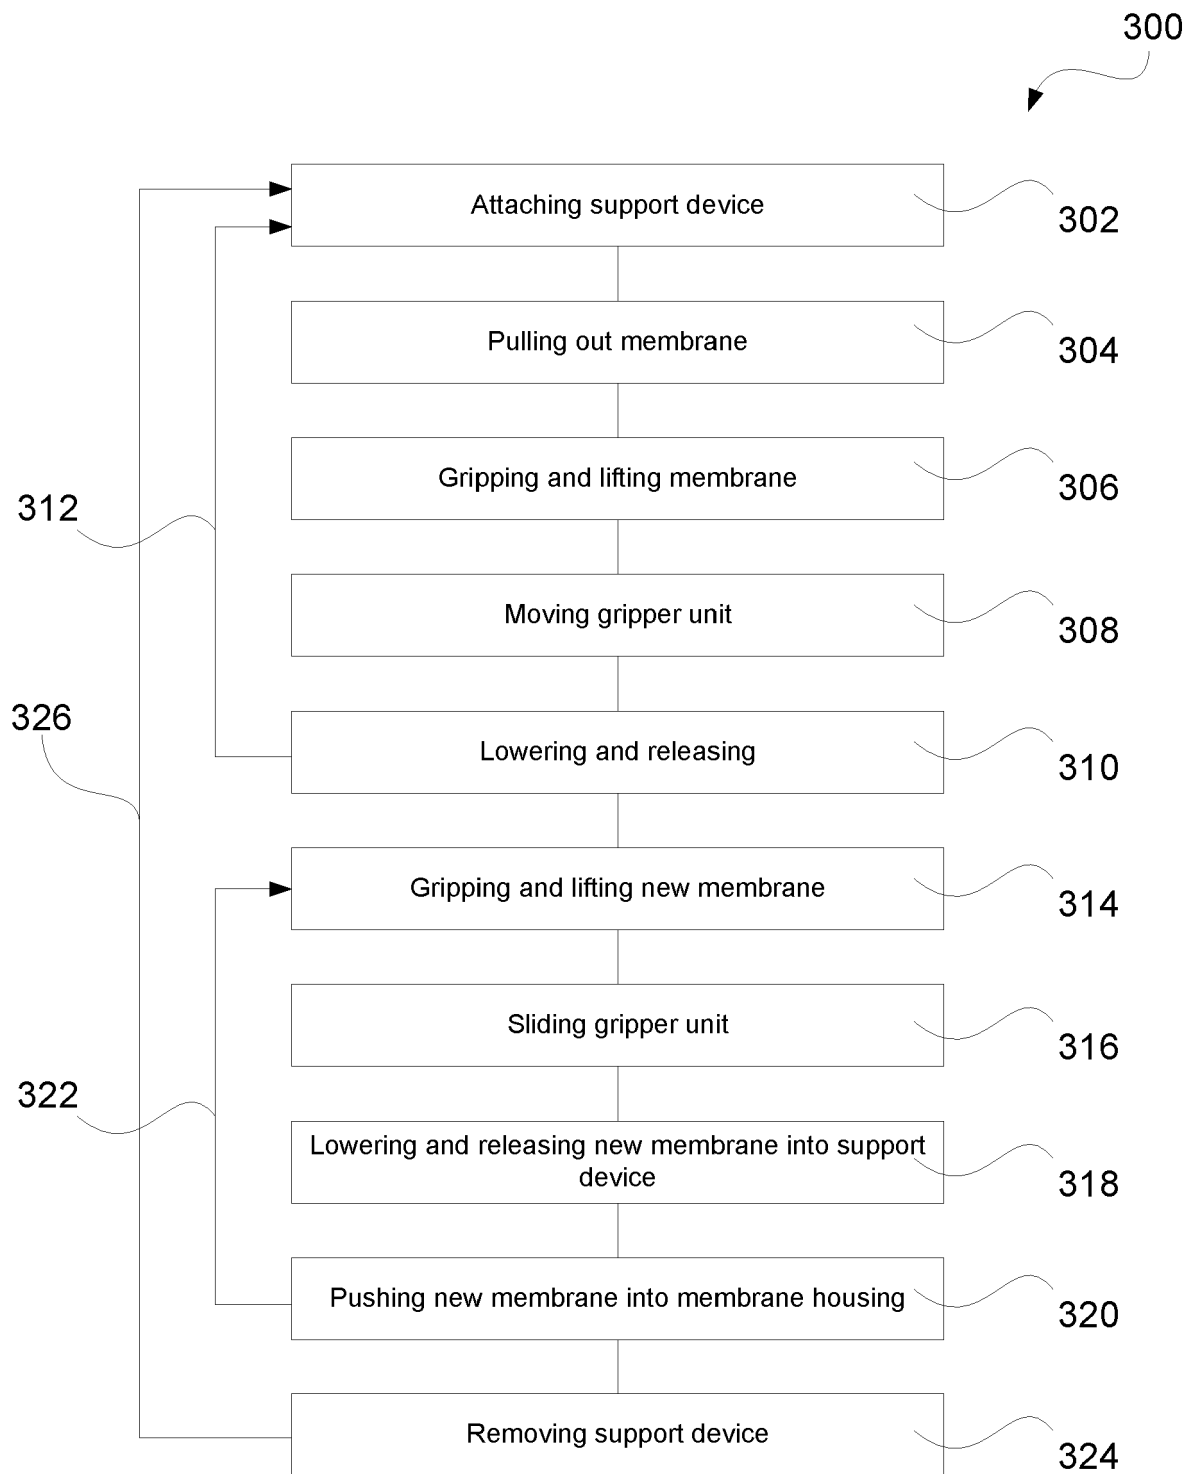 300
Attaching support device
302
Pulling out membrane
304
Gripping and lifting membrane
306
312
Moving gripper unit
308
326
Lowering and releasing
310
Gripping and lifting new membrane
314
Sliding gripper unit
316
322
Lowering and releasing new membrane into support
device
318
Pushing new membrane into membrane housing
320
Removing support device
324